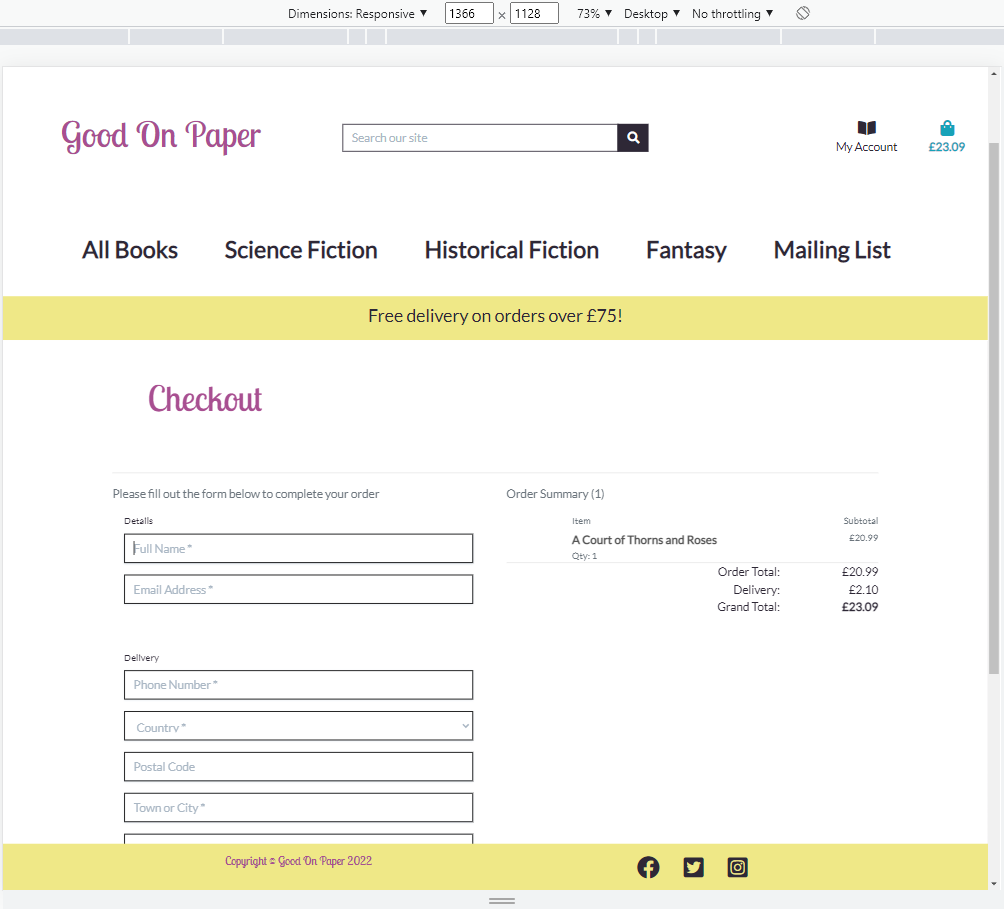 Dimensions: Responsive ▼ 1366 x 1128 73% ▼ Desktop ▼ No throttling ▼
Good On Paper
Search our site
My Account
£23.09
All Books Science Fiction Historical Fiction Fantasy Mailing List
Free delivery on orders over £75!
Checkout
Please fill out the form below to complete your order
Details
Full Name *
Email Address *
Delivery
Phone Number *
Country *
Postal Code
Town or City *
Order Summary (1)
Item Subtotal
A Court of Thorns and Roses £20.99
Qty: 1
Order Total: £20.99
Delivery: £2.10
Grand Total: £23.09
Copyright © Good On Paper 2022